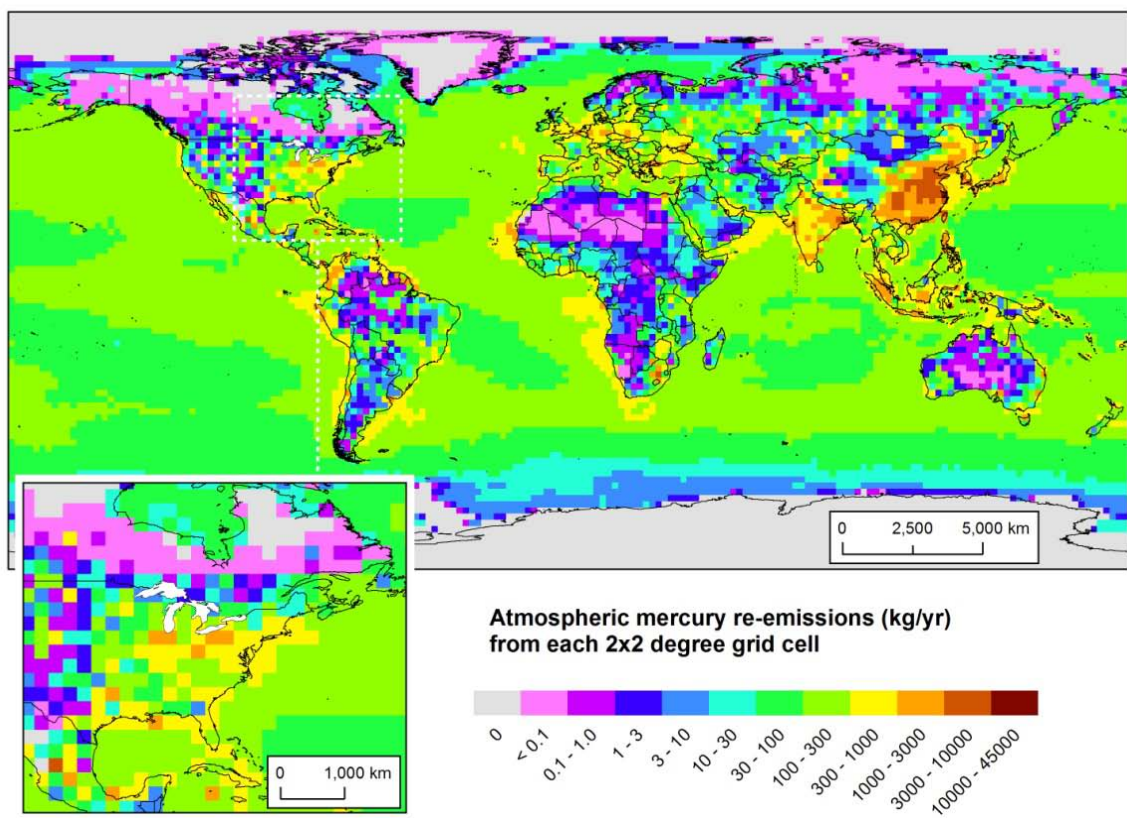 0 2,500 5,000 km
0 1,000 km
Atmospheric mercury re-emissions (kg/yr)
from each 2x2 degree grid cell
0
< 0.1
0.1 - 1.0
1 - 3
3 - 10
10 - 30
30 - 100
100 - 300
300 - 1000
1000 - 3000
3000 - 10000
10000 - 45000